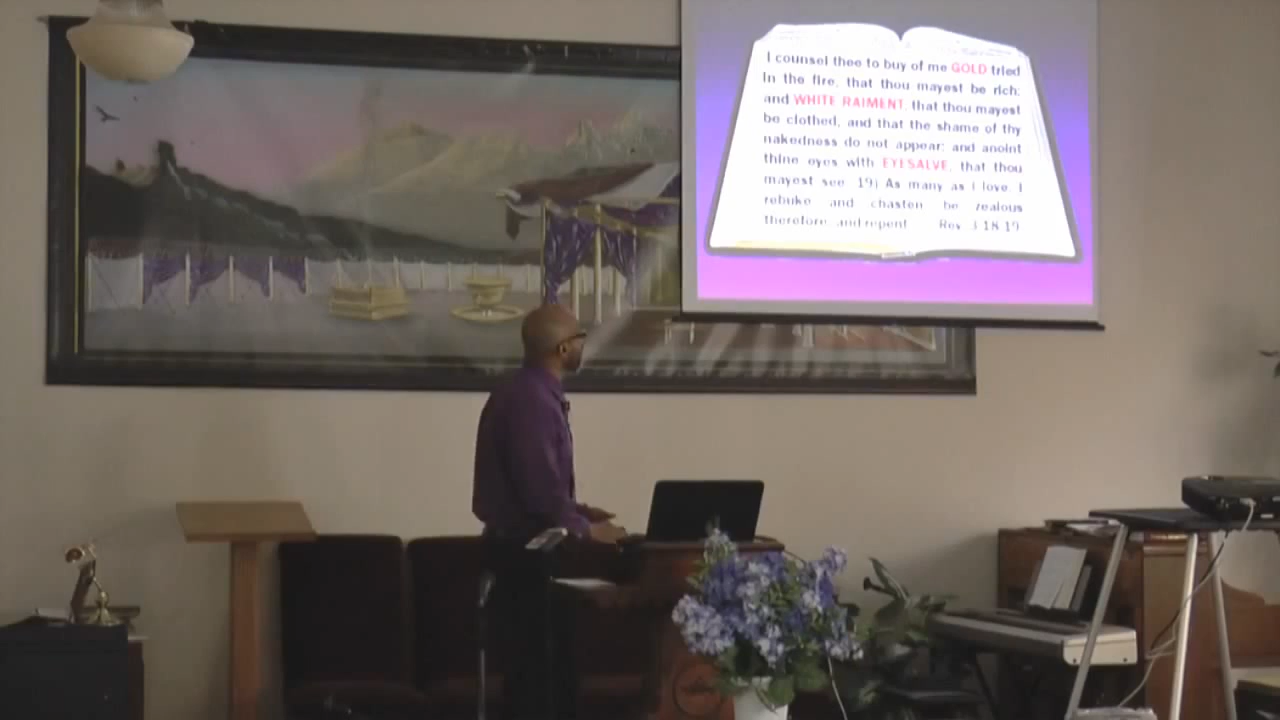 I counsel thee to buy of me GOLD tried
in the fire, that thou mayest be rich;
and WHITE RAIMENT, that thou mayest
be clothed, and that the shame of thy
nakedness do not appear; and anoint
thine eyes with EYESALVE, that thou
mayest see. 19) As many as I love, I
rebuke and chasten be zealous
therefore, and repent. Rev. 3:18-19